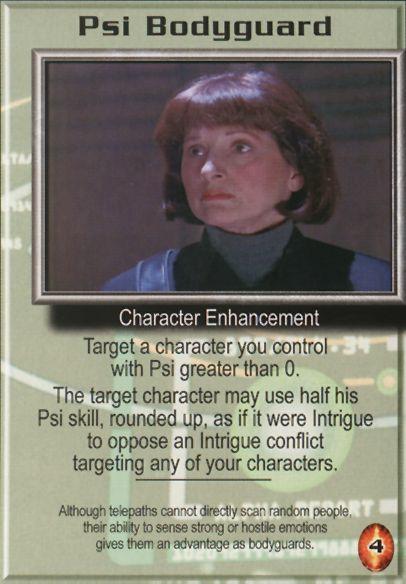 Psi Bodyguard
Character Enhancement
Target a character you control
with Psi greater than 0.
The target character may use half his
Psi skill, rounded up, as if it were Intrigue
to oppose an Intrigue conflict
targeting any of your characters.
Although telepaths cannot directly scan random people,
their ability to sense strong or hostile emotions
gives them an advantage as bodyguards.
4